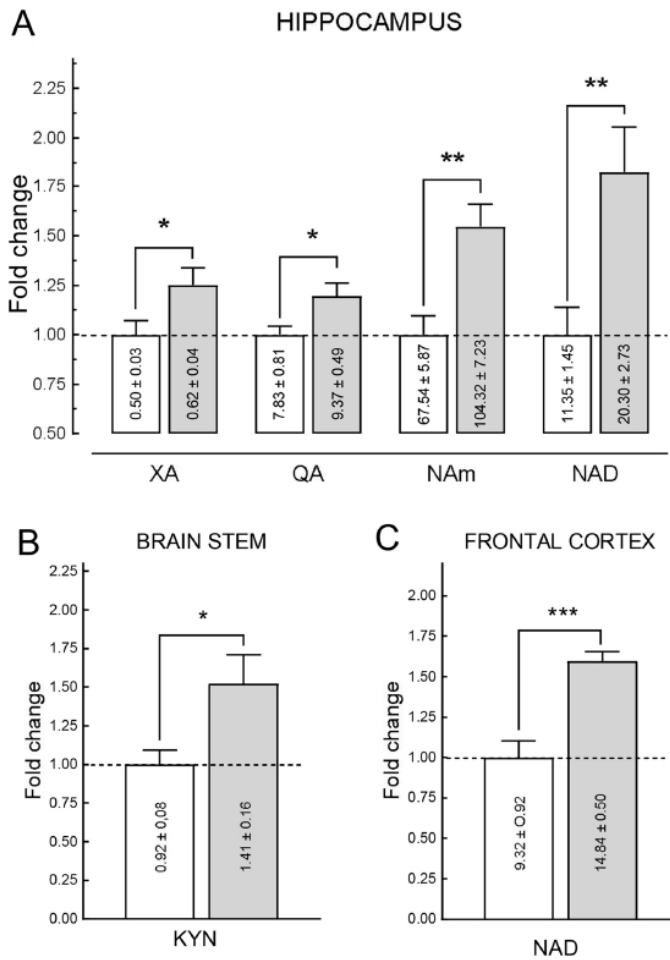 A
HIPPOCAMPUS
Fold change
2.25
2.00
1.75
1.50
1.25
1.00
0.75
0.50
*
*
**
**
0.50 ± 0.03
0.62 ± 0.04
7.83 ± 0.81
9.37 ± 0.49
67.54 ± 5.87
104.32 ± 7.23
11.35 ± 1.45
20.30 ± 2.73
XA QA NAm NAD
B
BRAIN STEM
Fold change
2.25
2.00
1.75
1.50
1.00
0.75
0.50
0.25
0.00
*
0.92 ± 0,08
1.41 ± 0.16
KYN
C
FRONTAL CORTEX
Fold change
2.00
1.75
1.50
1.00
0.75
0.50
0.25
0.00
***
9.32 ± O.92
14.84 ± 0.50
NAD